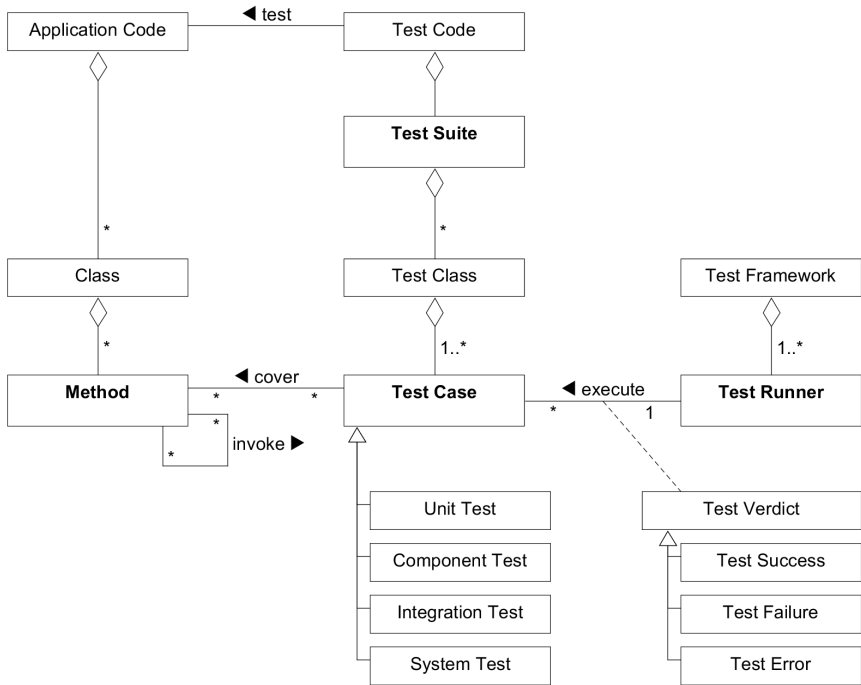 Application Code
◀ test
Test Code
Test Suite
*
*
Class
Test Class
Test Framework
*
1..*
1..*
Method
◀ cover
*
*
Test Case
◀ execute
*
1
Test Runner
*
*
invoke ▶
Unit Test
Component Test
Integration Test
System Test
Test Verdict
Test Success
Test Failure
Test Error